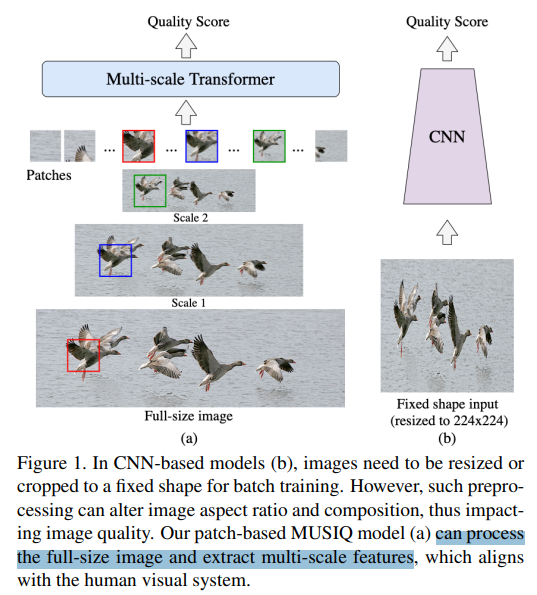 Quality Score
Multi-scale Transformer
...
...
...
...
Patches
Scale 2
Scale 1
Full-size image
(a)
Quality Score
CNN
Fixed shape input
(resized to 224x224)
(b)
Figure 1. In CNN-based models (b), images need to be resized or
cropped to a fixed shape for batch training. However, such prepro-
cessing can alter image aspect ratio and composition, thus impact-
ing image quality. Our patch-based MUSIQ model (a) can process
the full-size image and extract multi-scale features, which aligns
with the human visual system.